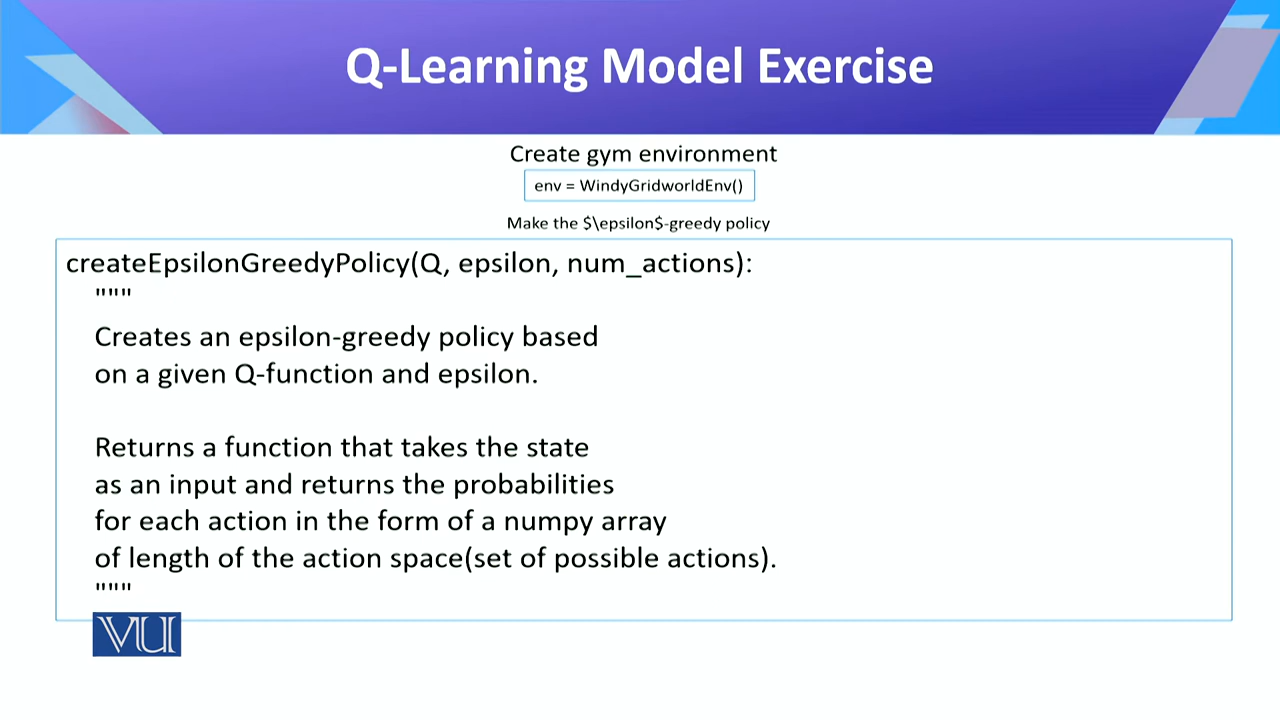 Q-Learning Model Exercise
Create gym environment
env = WindyGridworldEnv()
Make the $\epsilon$-greedy policy
createEpsilonGreedyPolicy(Q, epsilon, num_actions):
"""
Creates an epsilon-greedy policy based
on a given Q-function and epsilon.
Returns a function that takes the state
as an input and returns the probabilities
for each action in the form of a numpy array
of length of the action space(set of possible actions).
"""
VU